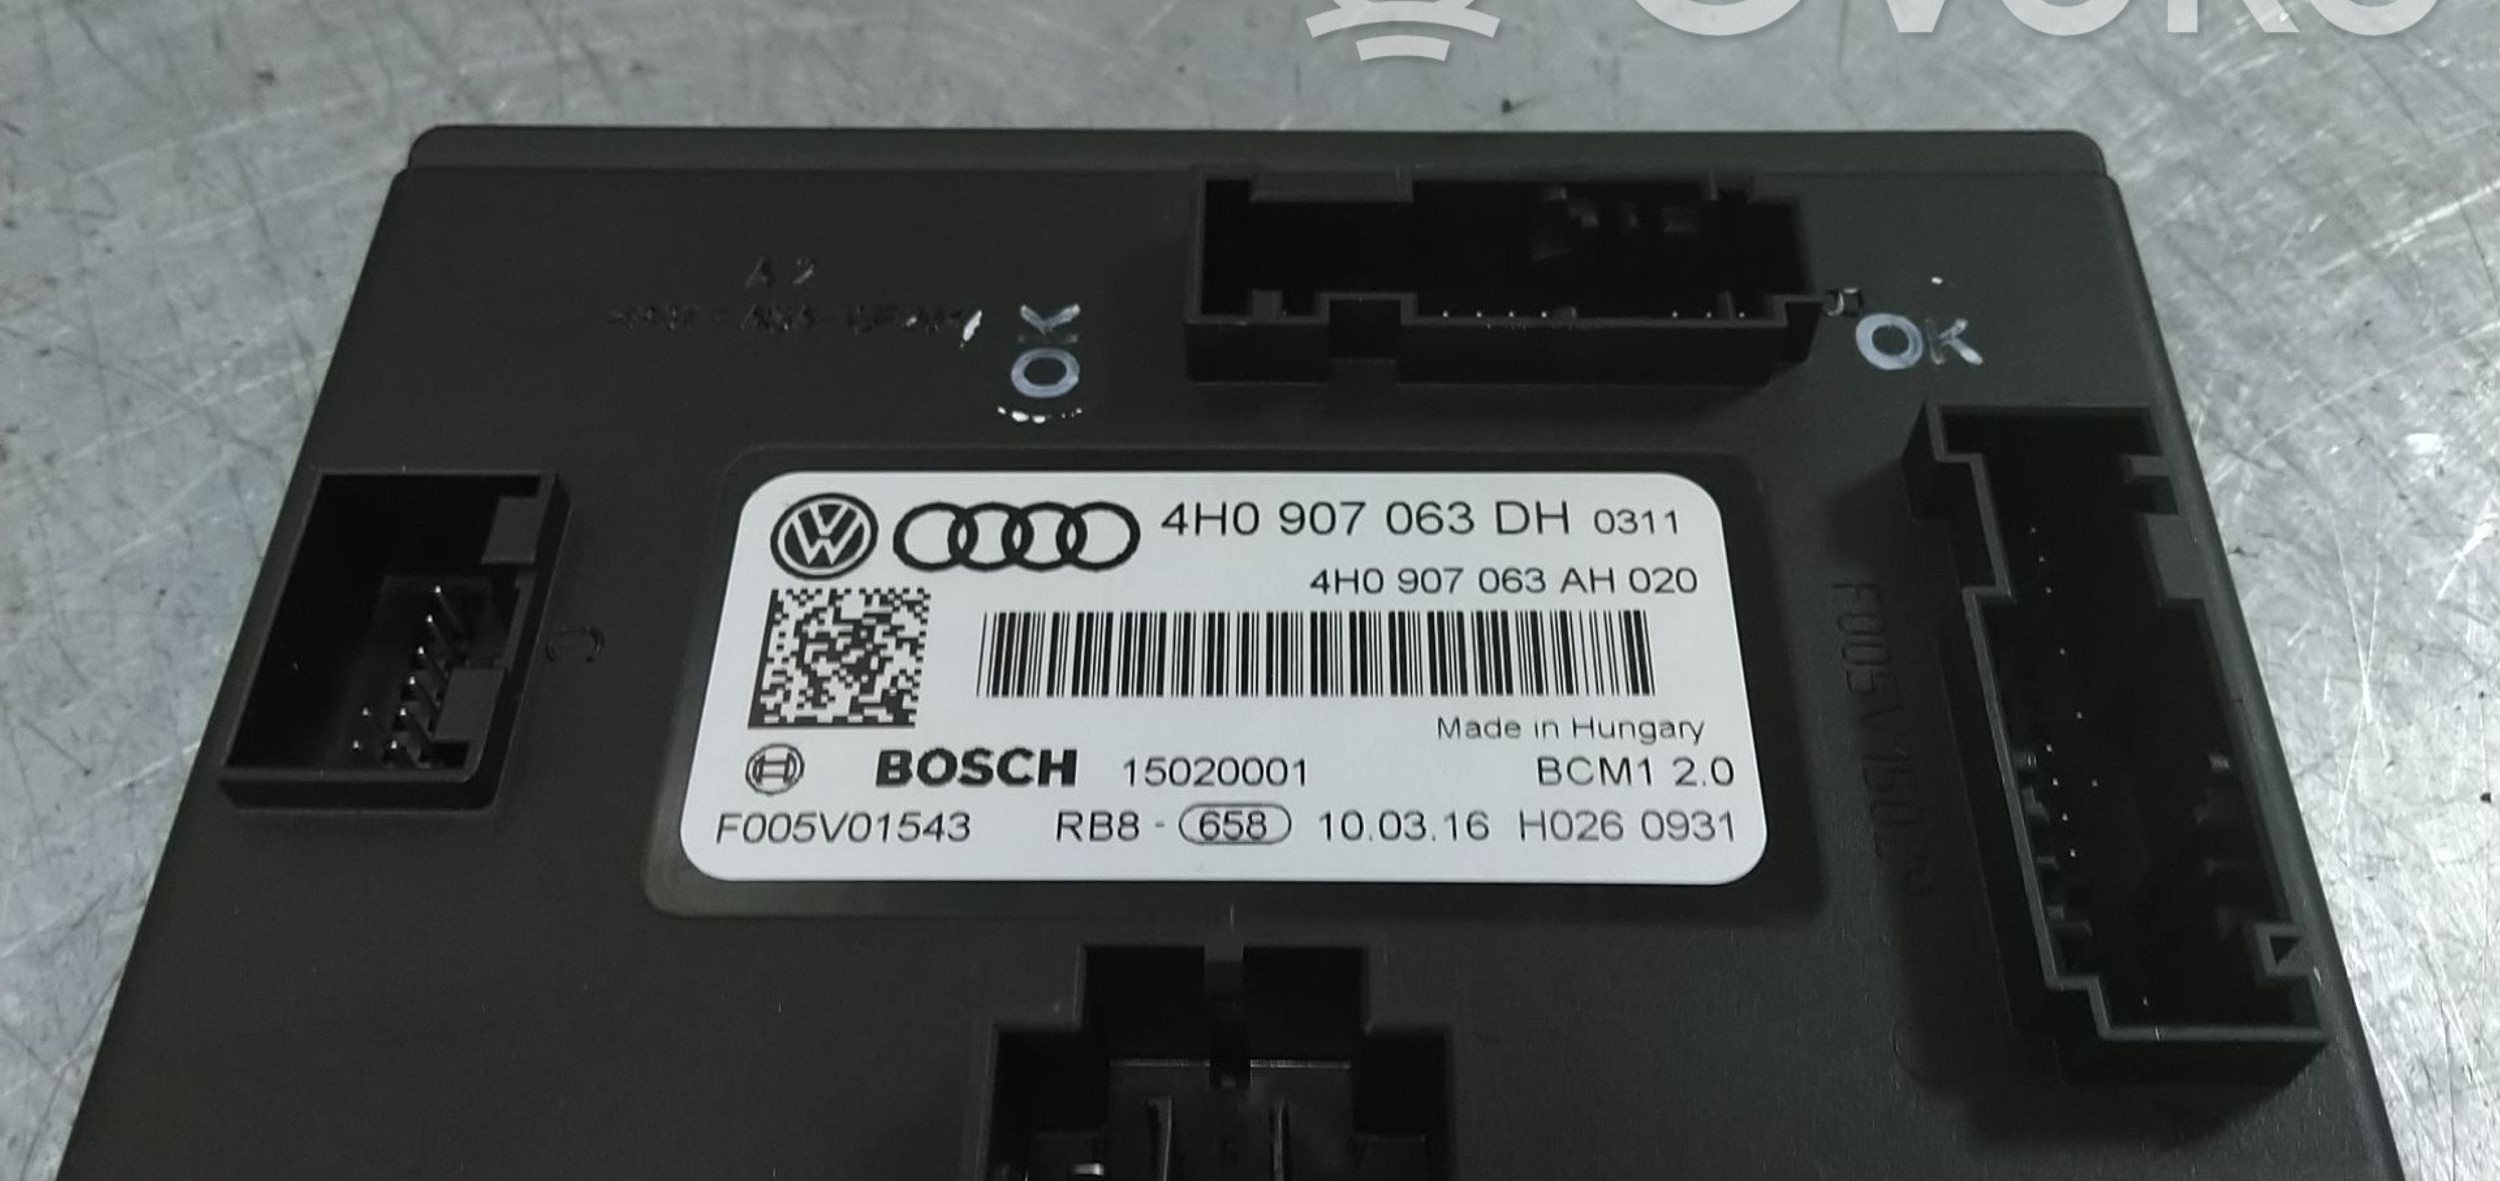 A2
OK
OK
4H0 907 063 DH 0311
4H0 907 063 AH 020
Made in Hungary
BOSCH 15020001 BCM1 2.0
F005V01543 RB8 - 658 10.03.16 H026 0931
C